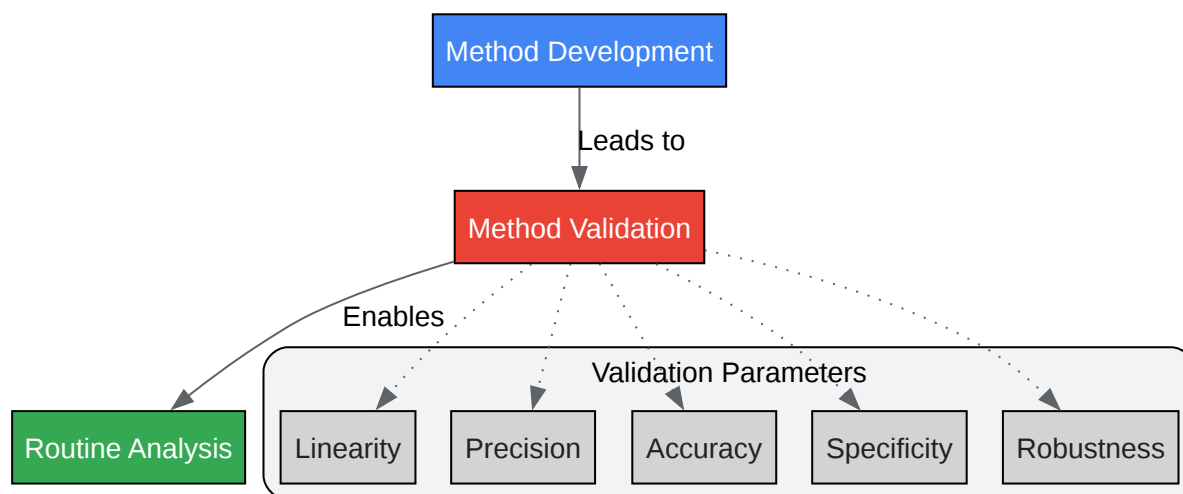 Method Development
Leads to
Method Validation
Enables
Validation Parameters
Routine Analysis
Linearity
Precision
Accuracy
Specificity
Robustness